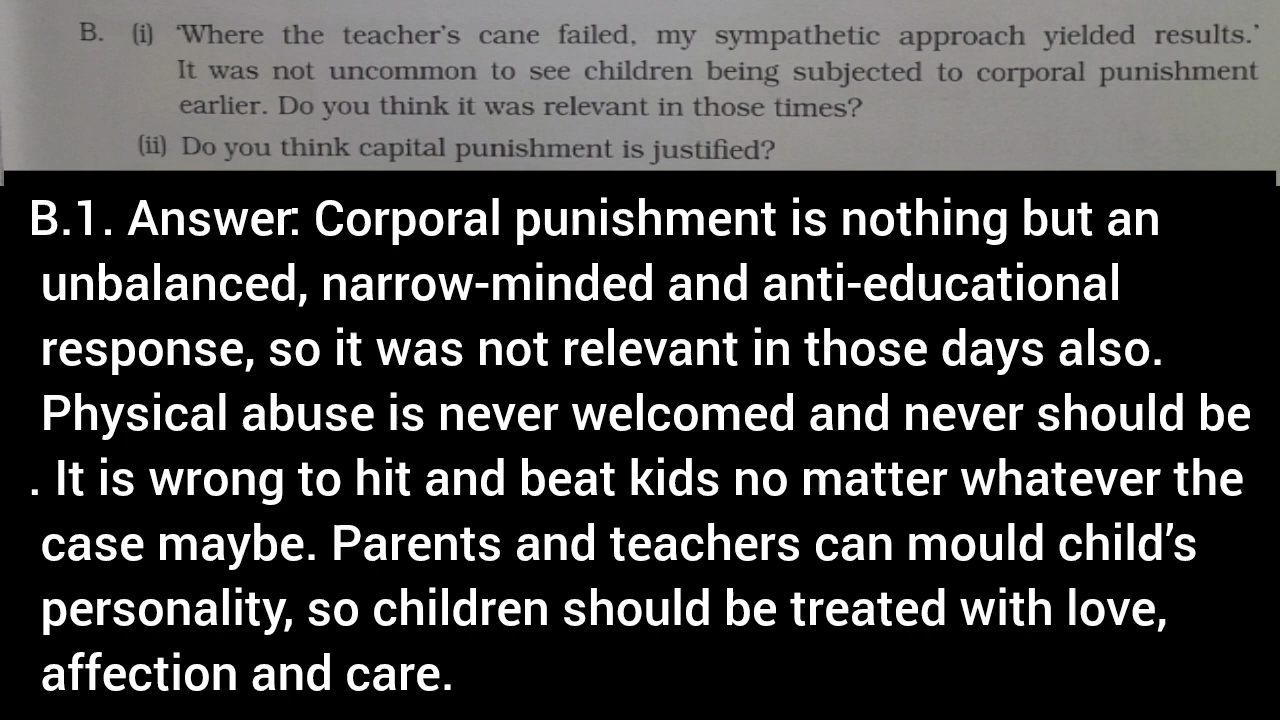 B. (i) 'Where the teacher's cane failed, my sympathetic approach yielded results.'
It was not uncommon to see children being subjected to corporal punishment
earlier. Do you think it was relevant in those times?
(ii) Do you think capital punishment is justified?
B.1. Answer: Corporal punishment is nothing but an
unbalanced, narrow-minded and anti-educational
response, so it was not relevant in those days also.
Physical abuse is never welcomed and never should be
. It is wrong to hit and beat kids no matter whatever the
case maybe. Parents and teachers can mould child's
personality, so children should be treated with love,
affection and care.